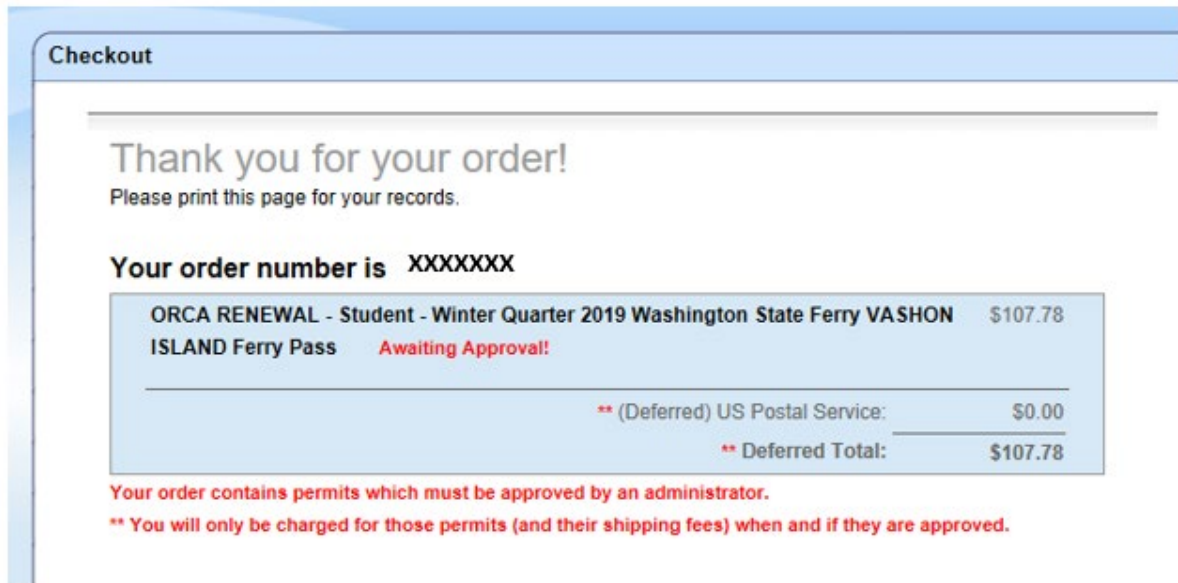 Checkout
Thank you for your order!
Please print this page for your records.
Your order number is XXXXXXX
ORCA RENEWAL - Student - Winter Quarter 2019 Washington State Ferry VASHON $107.78
ISLAND Ferry Pass Awaiting Approval!
** (Deferred) US Postal Service: $0.00
** Deferred Total: $107.78
Your order contains permits which must be approved by an administrator.
** You will only be charged for those permits (and their shipping fees) when and if they are approved.